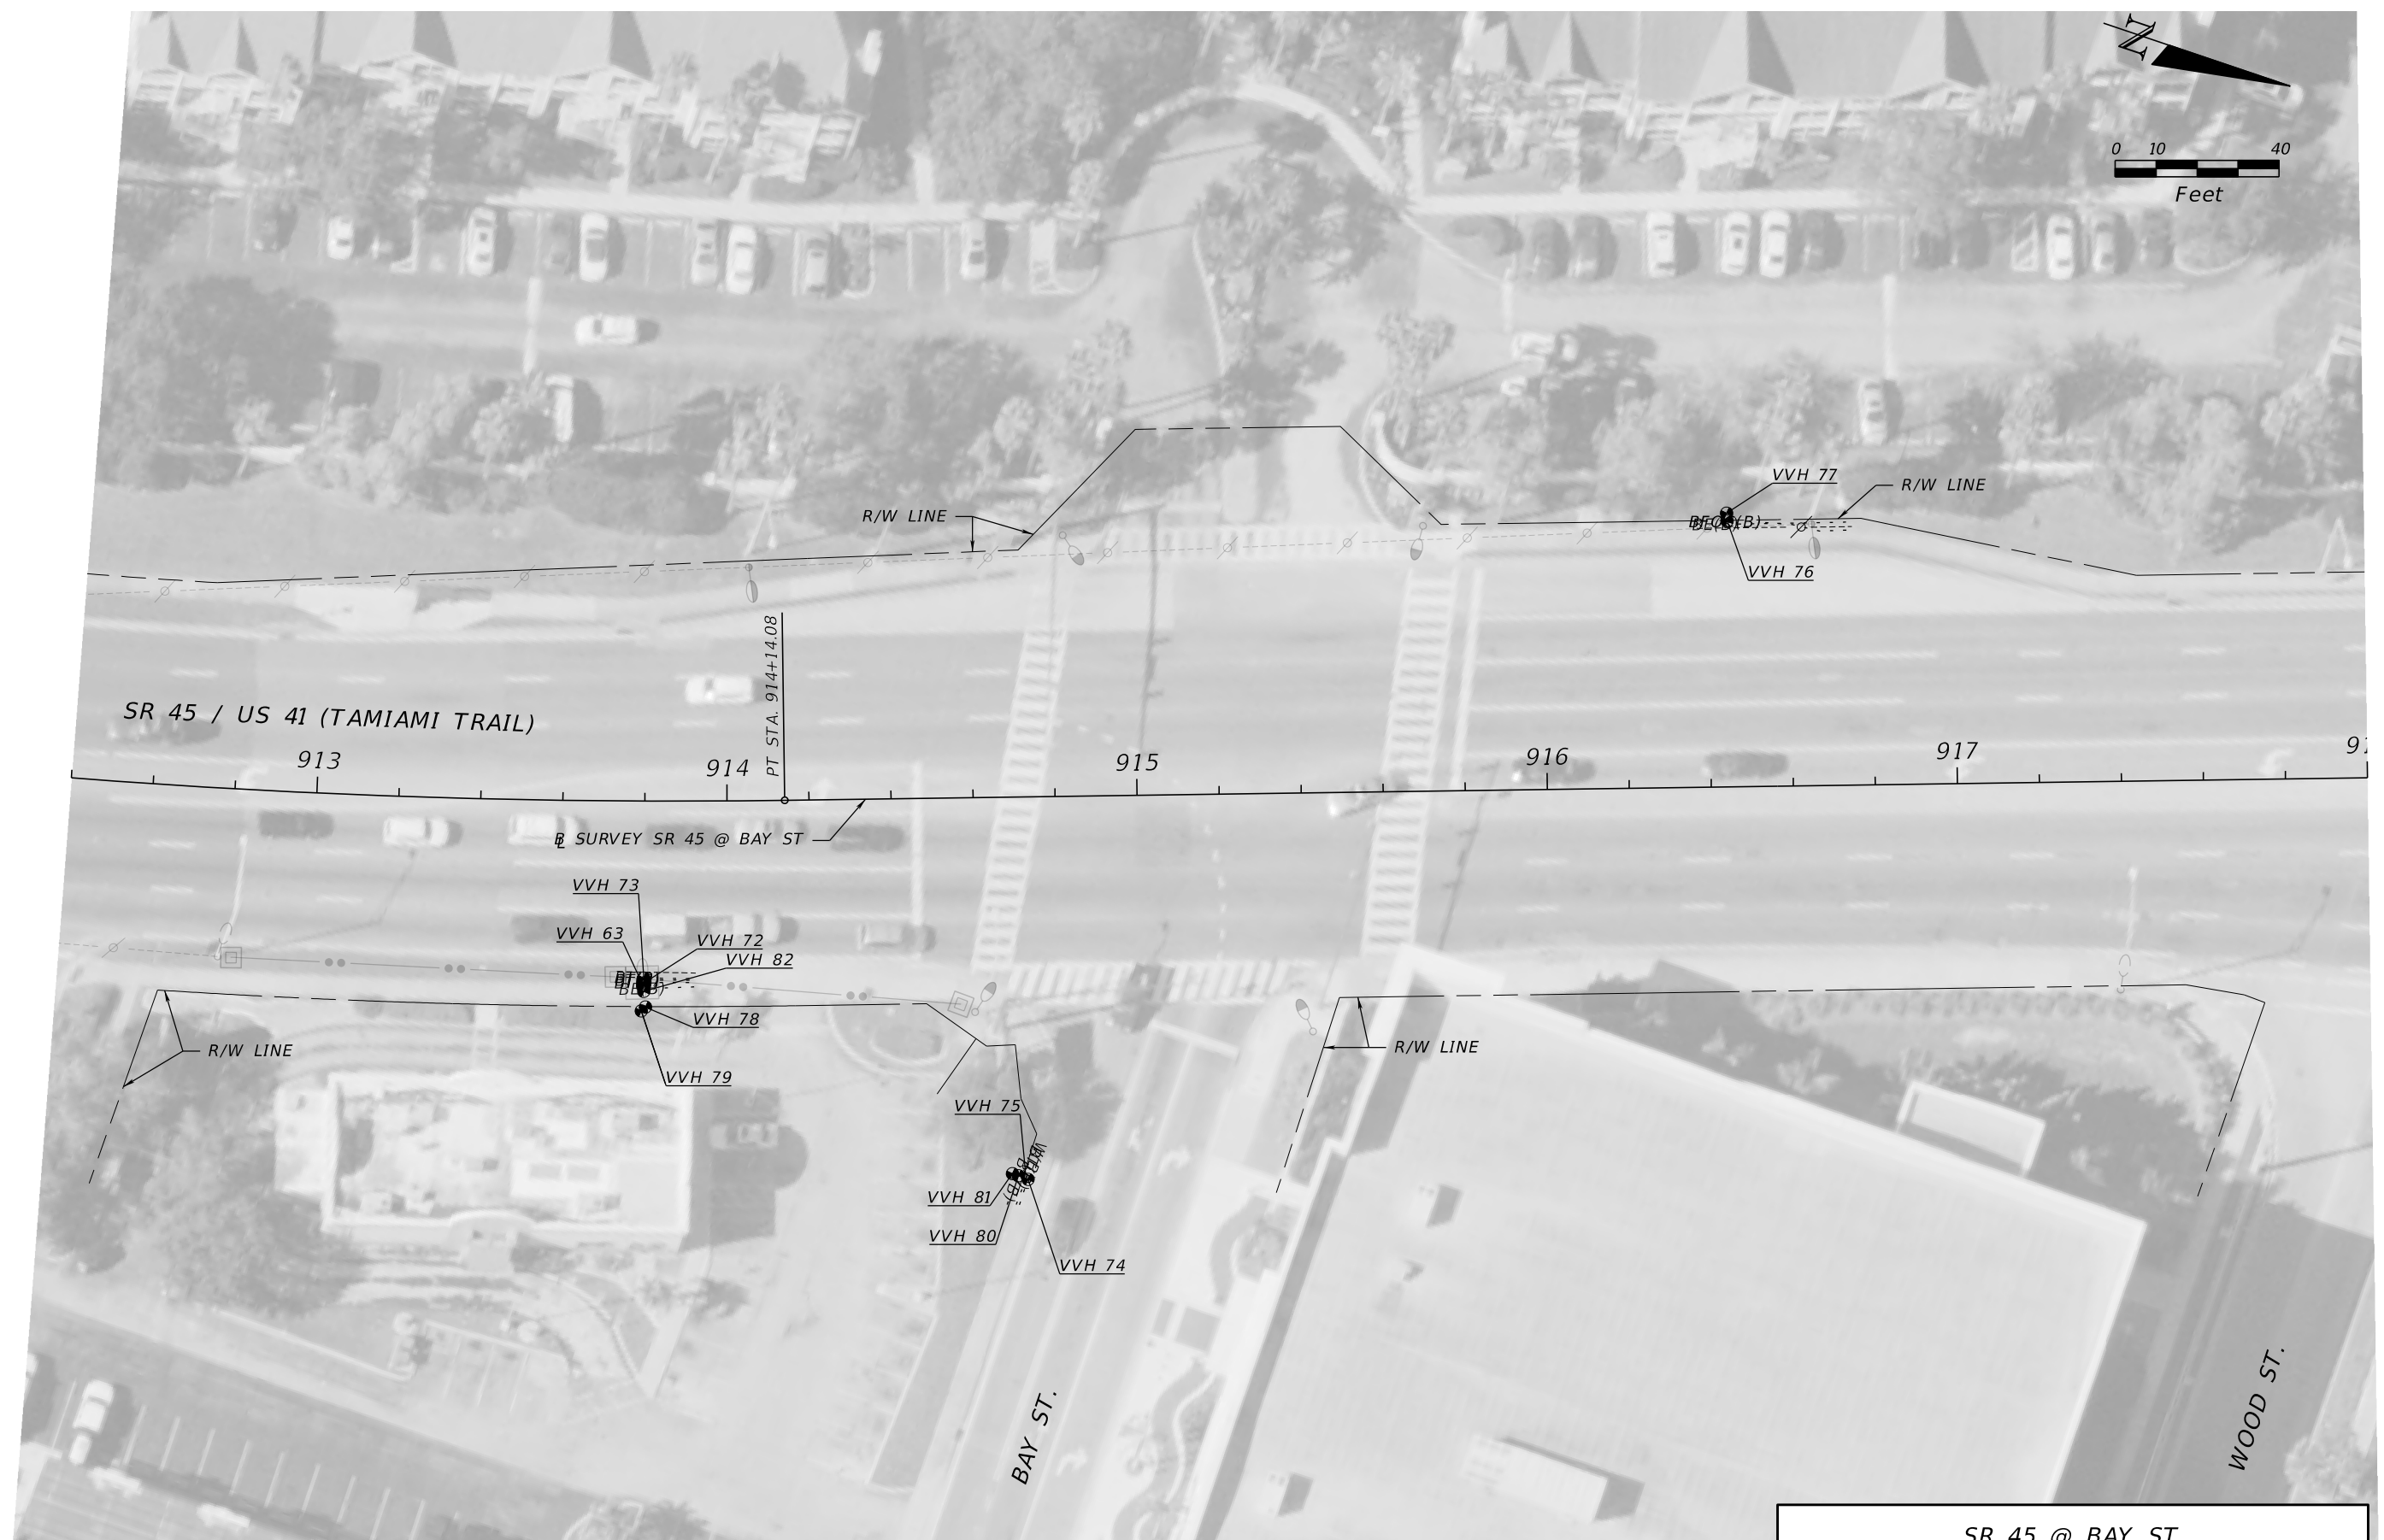 N
0 10 40
Feet
VVH 77
R/W LINE
R/W LINE
VVH 76
PT STA. 914+14.08
SR 45 / US 41 (TAMIAMI TRAIL)
913
914
915
916
917
BL SURVEY SR 45 @ BAY ST
VVH 73
VVH 63
VVH 72
VVH 82
VVH 78
R/W LINE
R/W LINE
VVH 79
VVH 75
VVH 81
VVH 80
VVH 74
BAY ST.
WOOD ST.
SR 45 @ BAY ST